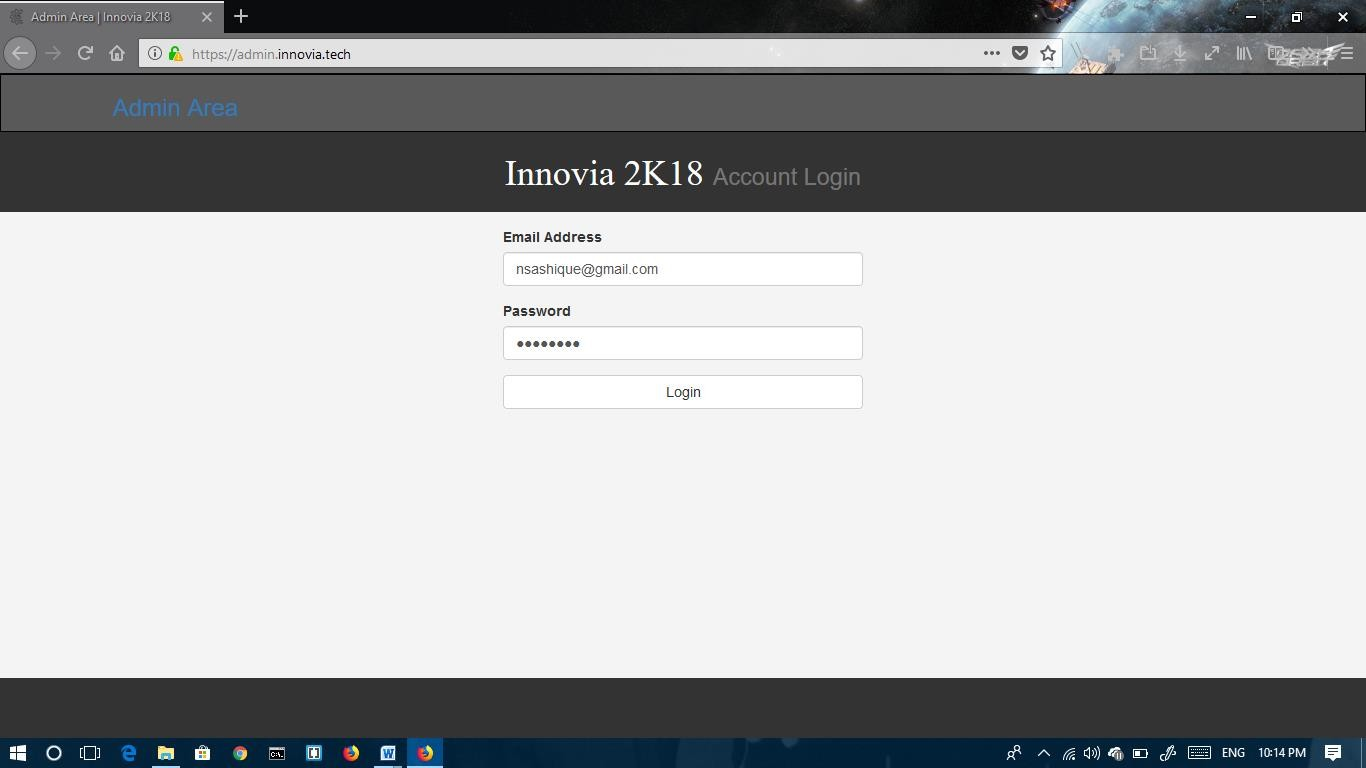 Admin Area | Innovia 2K18
https://admin.innovia.tech
Admin Area
Innovia 2K18 Account Login
Email Address
nsashique@gmail.com
Password
••••••••
Login
ENG 10:14 PM